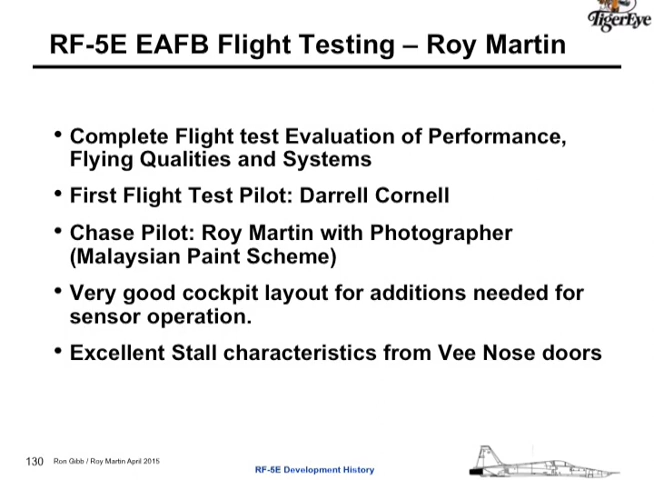 TigerEye
RF-5E EAFB Flight Testing – Roy Martin
• Complete Flight test Evaluation of Performance,
Flying Qualities and Systems
• First Flight Test Pilot: Darrell Cornell
• Chase Pilot: Roy Martin with Photographer
(Malaysian Paint Scheme)
• Very good cockpit layout for additions needed for
sensor operation.
• Excellent Stall characteristics from Vee Nose doors
130 Ron Gibb / Roy Martin April 2015
RF-5E Development History